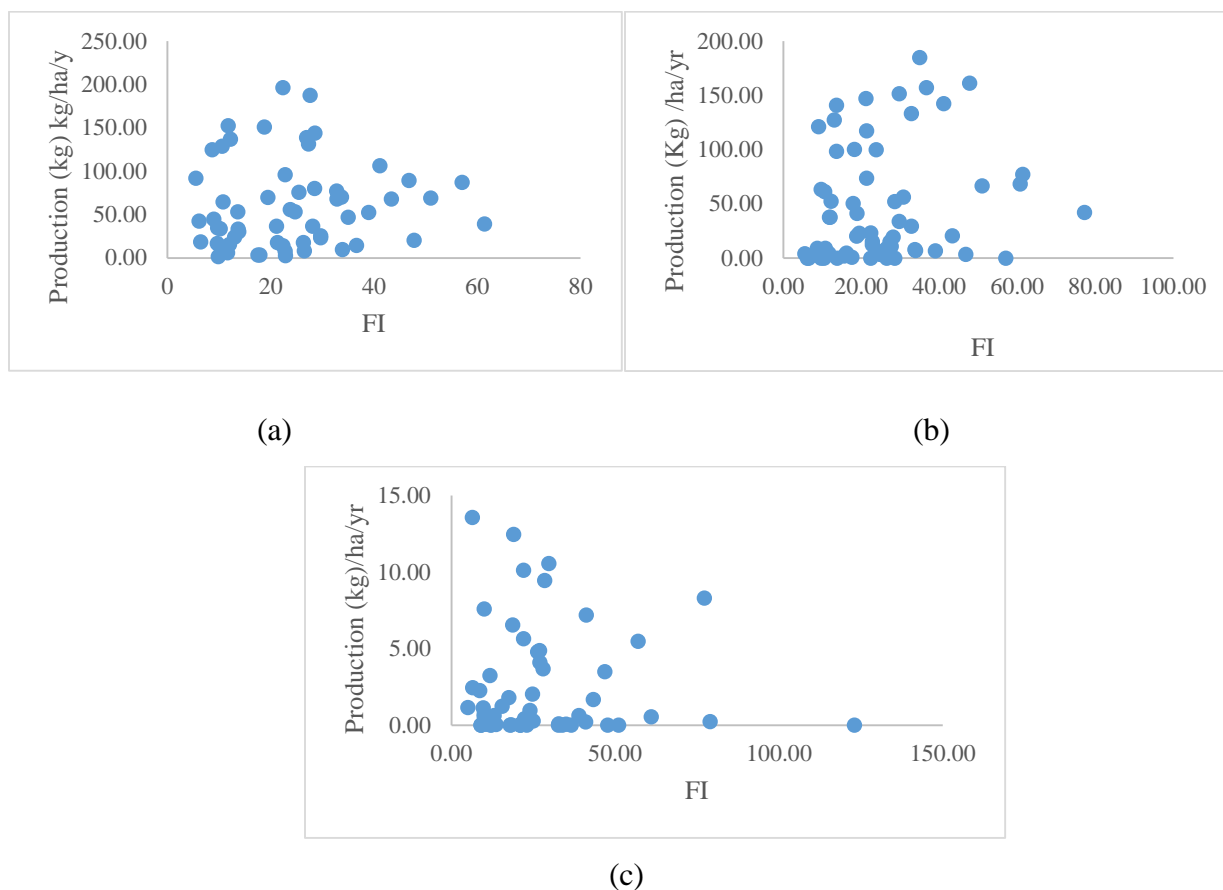 250.00
200.00
150.00
100.00
50.00
0.00
0 20 40 60 80
Production (kg) kg/ha/y
FI
200.00
150.00
100.00
50.00
0.00
0.00 20.00 40.00 60.00 80.00 100.00
Production (Kg) /ha/yr
FI
(a)
(b)
15.00
10.00
5.00
0.00
0.00 50.00 100.00 150.00
Production (kg)/ha/yr
FI
(c)